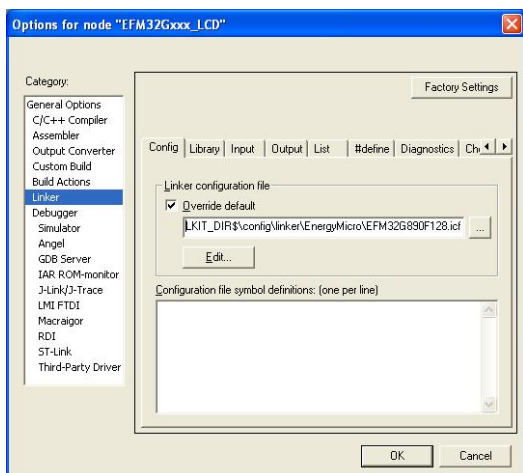 Options for node "EFM32Gxxx_LCD"
Category:
General Options
C/C++ Compiler
Assembler
Output Converter
Custom Build
Build Actions
Linker
Debugger
Simulator
Angel
GDB Server
IAR ROM-monitor
J-Link/J-Trace
LMI FTDI
Macraigor
RDI
ST-Link
Third-Party Driver
Factory Settings
Config Library Input Output List #define Diagnostics
Linker configuration file
Override default
LKIT_DIR$\config\linker\EnergyMicro\EFM32G890F128.icf ...
Edit...
Configuration file symbol definitions: (one per line)
OK Cancel